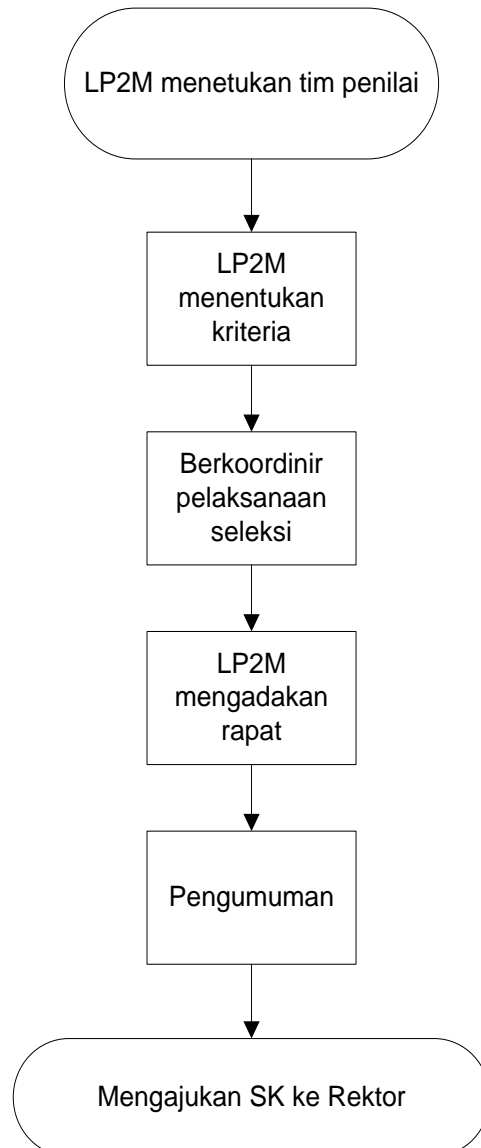 LP2M menetukan tim penilai
LP2M
menentukan
kriteria
Berkoordinir
pelaksanaan
seleksi
LP2M
mengadakan
rapat
Pengumuman
Mengajukan SK ke Rektor